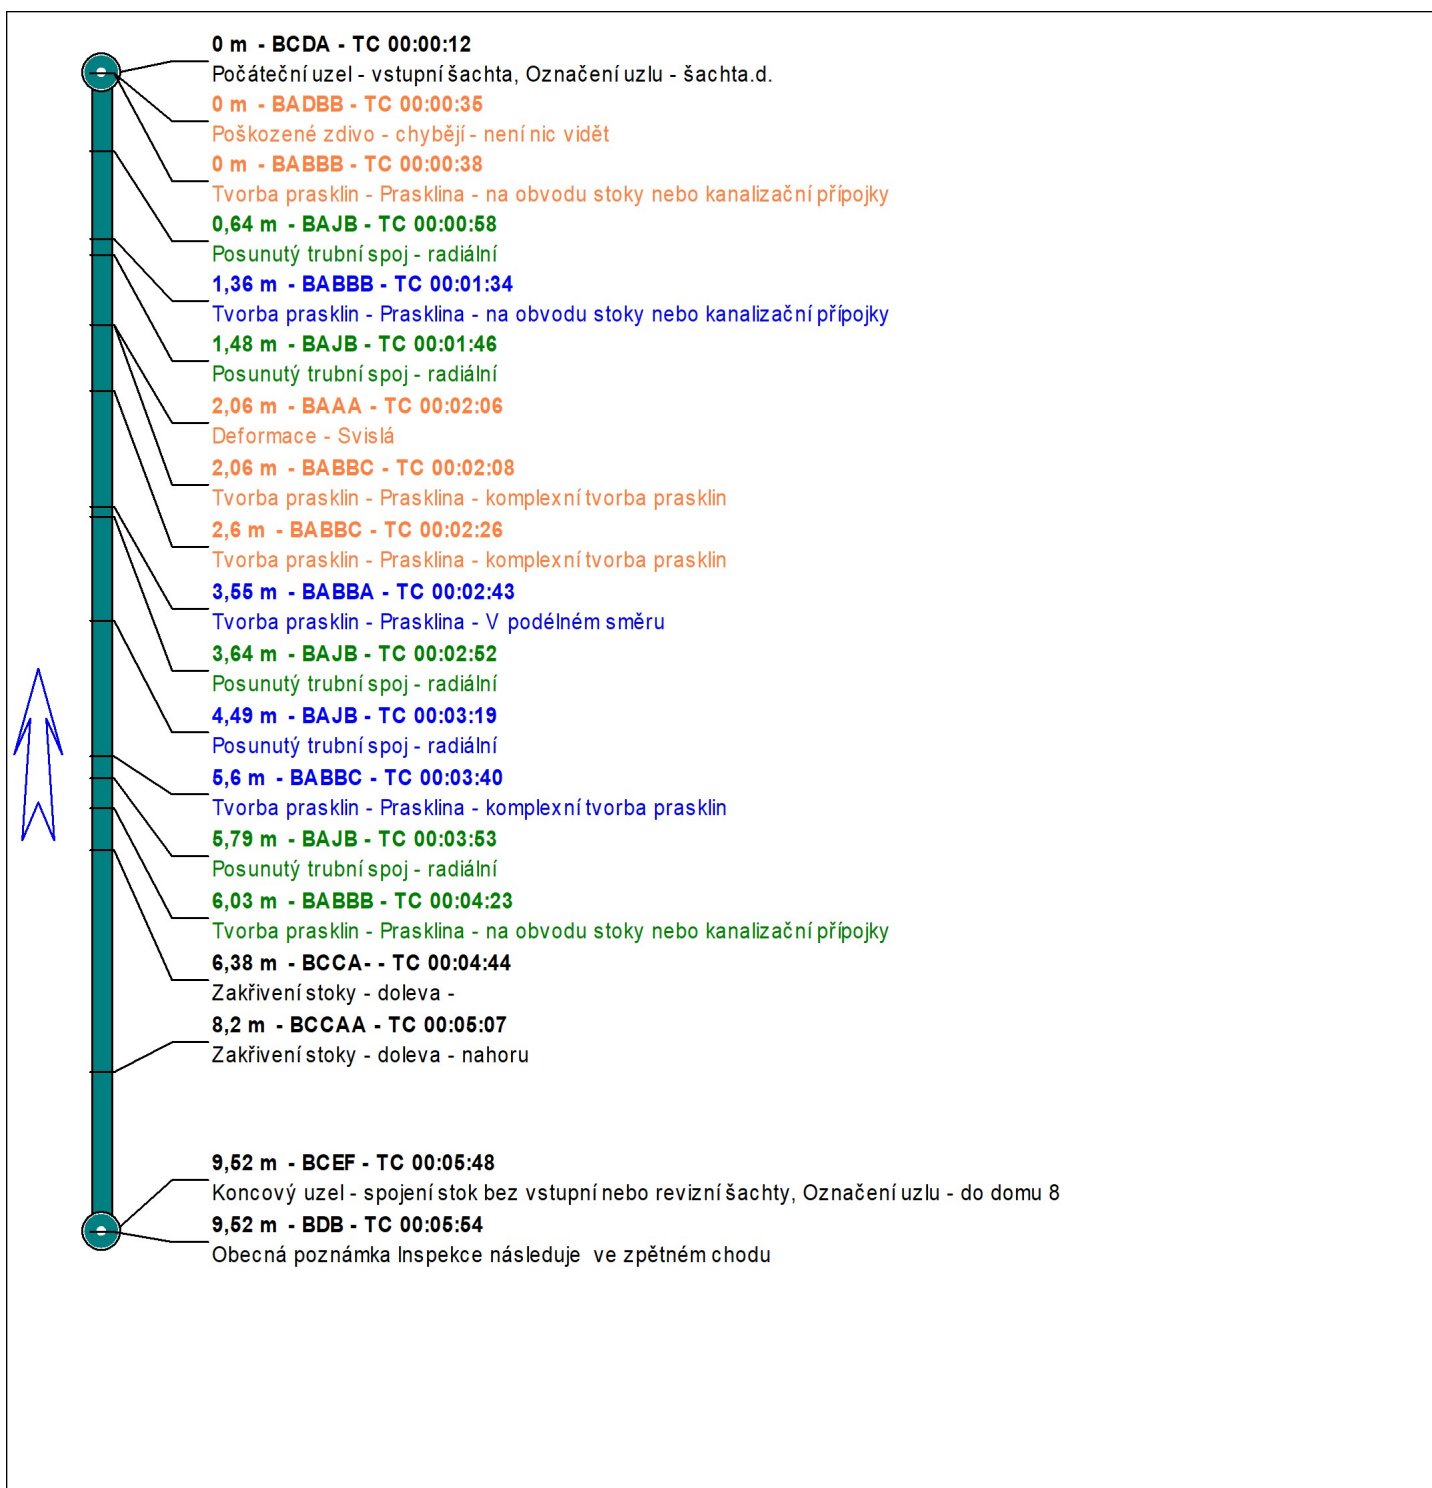 0 m - BCDA - TC 00:00:12
Počáteční uzel - vstupní šachta, Označení uzlu - šachta.d.
0 m - BADBB - TC 00:00:35
Poškozené zdivo - chybějí - není nic vidět
0 m - BABBB - TC 00:00:38
Tvorba prasklin - Prasklina - na obvodu stoky nebo kanalizační přípojky
0,64 m - BAJB - TC 00:00:58
Posunutý trubní spoj - radiální
1,36 m - BABBB - TC 00:01:34
Tvorba prasklin - Prasklina - na obvodu stoky nebo kanalizační přípojky
1,48 m - BAJB - TC 00:01:46
Posunutý trubní spoj - radiální
2,06 m - BAAA - TC 00:02:06
Deformace - Svislá
2,06 m - BABBC - TC 00:02:08
Tvorba prasklin - Prasklina - komplexní tvorba prasklin
2,6 m - BABBC - TC 00:02:26
Tvorba prasklin - Prasklina - komplexní tvorba prasklin
3,55 m - BABBA - TC 00:02:43
Tvorba prasklin - Prasklina - V podélném směru
3,64 m - BAJB - TC 00:02:52
Posunutý trubní spoj - radiální
4,49 m - BAJB - TC 00:03:19
Posunutý trubní spoj - radiální
5,6 m - BABBC - TC 00:03:40
Tvorba prasklin - Prasklina - komplexní tvorba prasklin
5,79 m - BAJB - TC 00:03:53
Posunutý trubní spoj - radiální
6,03 m - BABBB - TC 00:04:23
Tvorba prasklin - Prasklina - na obvodu stoky nebo kanalizační přípojky
6,38 m - BCCA- - TC 00:04:44
Zakřivení stoky - doleva -
8,2 m - BCCAA - TC 00:05:07
Zakřivení stoky - doleva - nahoru
9,52 m - BCEF - TC 00:05:48
Koncový uzel - spojení stok bez vstupní nebo revizní šachty, Označení uzlu - do domu 8
9,52 m - BDB - TC 00:05:54
Obecná poznámka Inspekce následuje ve zpětném chodu